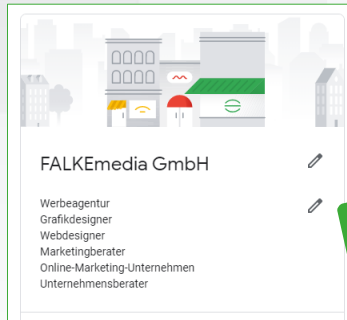 FALKEmedia GmbH
Werbeagentur
Grafikdesigner
Webdesigner
Marketingberater
Online-Marketing-Unternehmen
Unternehmensberater